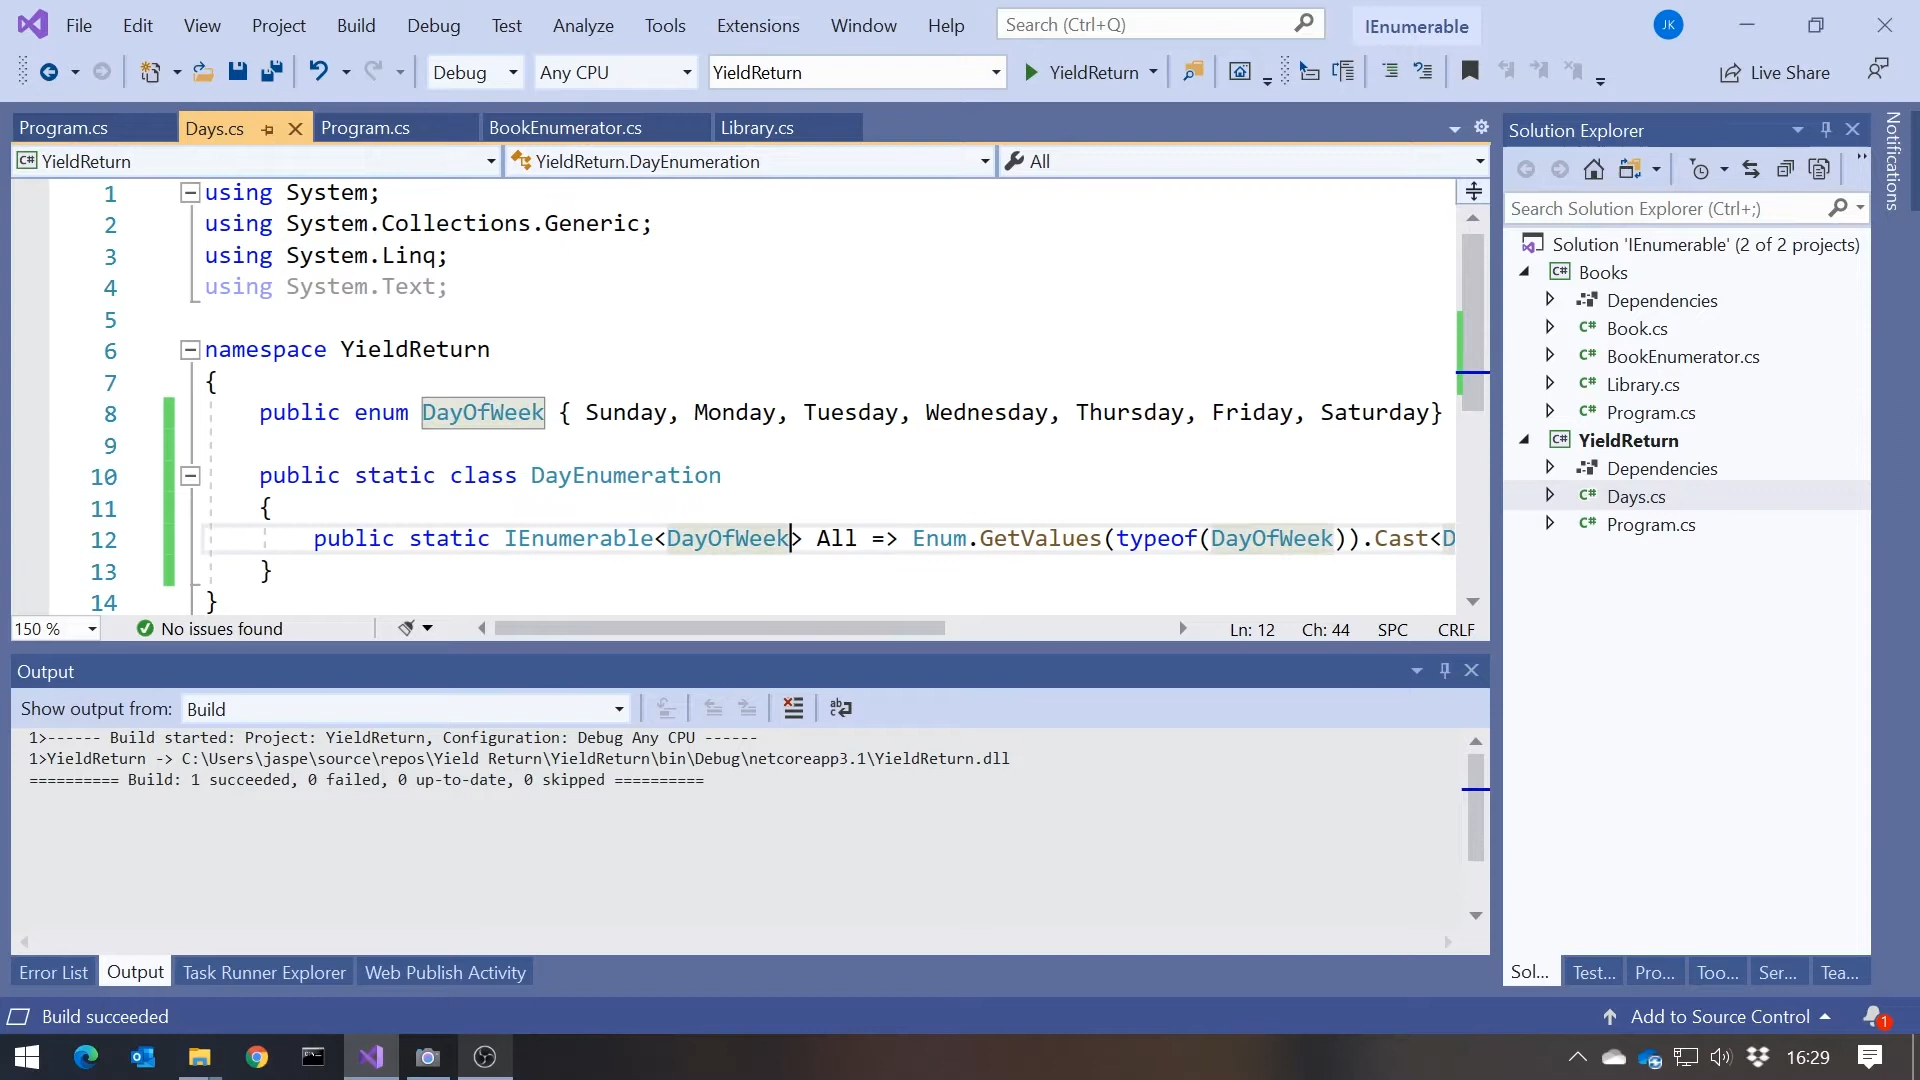 File Edit View Project Build Debug Test Analyze Tools Extensions Window Help Search (Ctrl+Q) IEnumerable JK
Debug Any CPU YieldReturn YieldReturn Live Share
Program.cs Days.cs Program.cs BookEnumerator.cs Library.cs
C# YieldReturn YieldReturn.DayEnumeration All
1 using System;
2 using System.Collections.Generic;
3 using System.Linq;
4 using System.Text;
5
6 namespace YieldReturn
7 {
8 public enum DayOfWeek { Sunday, Monday, Tuesday, Wednesday, Thursday, Friday, Saturday}
9
10 public static class DayEnumeration
11 {
12 public static IEnumerable<DayOfWeek> All => Enum.GetValues(typeof(DayOfWeek)).Cast<D
13 }
14 }
150 % No issues found Ln: 12 Ch: 44 SPC CRLF
Output
Show output from: Build
1>------ Build started: Project: YieldReturn, Configuration: Debug Any CPU ------
1>YieldReturn -> C:\Users\jaspe\source\repos\Yield Return\YieldReturn\bin\Debug\netcoreapp3.1\YieldReturn.dll
========== Build: 1 succeeded, 0 failed, 0 up-to-date, 0 skipped ==========
Error List Output Task Runner Explorer Web Publish Activity
Solution Explorer
Search Solution Explorer (Ctrl+;)
Solution 'IEnumerable' (2 of 2 projects)
C# Books
Dependencies
C# Book.cs
C# BookEnumerator.cs
C# Library.cs
C# Program.cs
C# YieldReturn
Dependencies
C# Days.cs
C# Program.cs
Sol... Test... Pro... Too... Ser... Tea...
Notifications
Build succeeded Add to Source Control 1
16:29